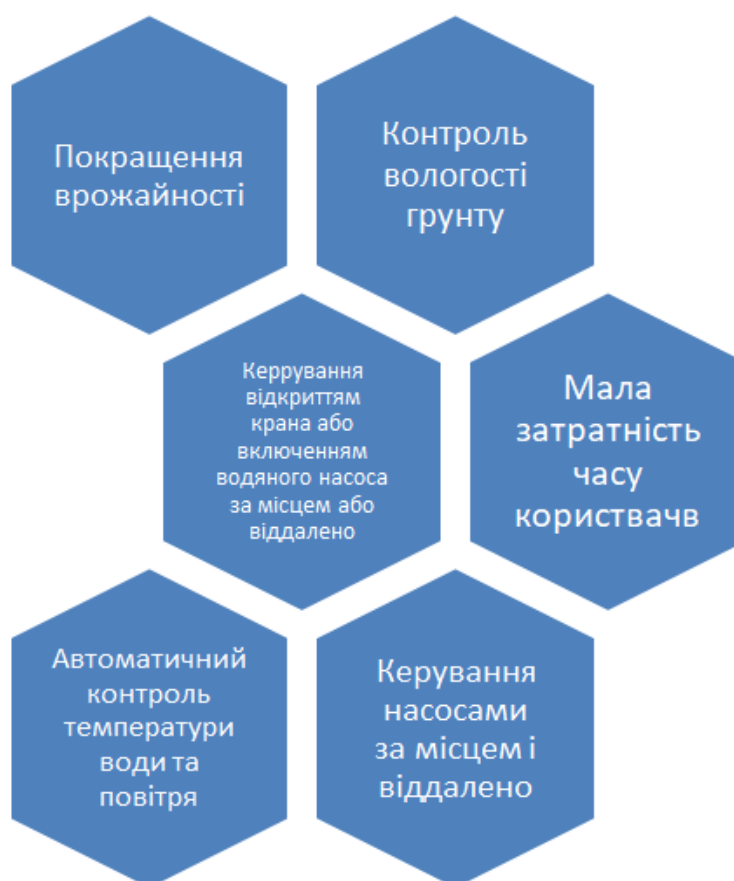 Покращення
врожайності
Контроль
вологості
грунту
Керрування
відкриттям
крана або
включенням
водяного насоса
за місцем або
віддалено
Мала
затратність
часу
користвачв
Автоматичний
контроль
температури
води та
повітря
Керування
насосами
за місцем і
віддалено